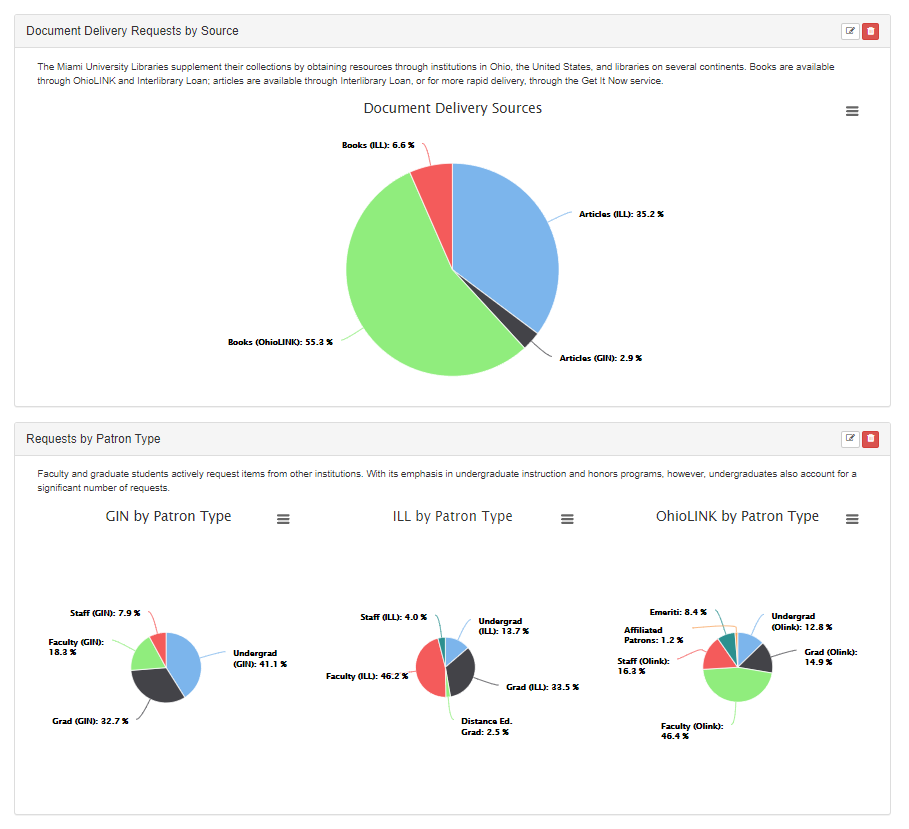 Document Delivery Requests by Source
The Miami University Libraries supplement their collections by obtaining resources through institutions in Ohio, the United States, and libraries on several continents. Books are available
through OhioLINK and Interlibrary Loan; articles are available through Interlibrary Loan, or for more rapid delivery, through the Get It Now service.
Document Delivery Sources
Books (ILL): 6.6 %
Articles (ILL): 35.2 %
Books (OhioLINK): 55.3 %
Articles (GIN): 2.9 %
Requests by Patron Type
Faculty and graduate students actively request items from other institutions. With its emphasis in undergraduate instruction and honors programs, however, undergraduates also account for a
significant number of requests.
GIN by Patron Type
Staff (GIN): 7.9 %
Faculty (GIN):
18.3 %
Undergrad
(GIN): 41.1 %
Grad (GIN): 32.7 %
ILL by Patron Type
Staff (ILL): 4.0 %
Undergrad
(ILL): 13.7 %
Faculty (ILL): 46.2 %
Grad (ILL): 33.5 %
Distance Ed.
Grad: 2.5 %
OhioLINK by Patron Type
Emeriti: 8.4 %
Undergrad
(Olink): 12.8 %
Affiliated
Patrons: 1.2 %
Grad (Olink):
14.9 %
Staff (Olink):
16.3 %
Faculty (Olink):
46.4 %